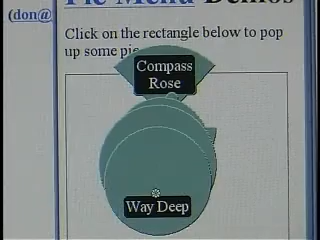 Pie Menu Demos
(don@
Click on the rectangle below to pop
up some pie
Compass
Rose
Way Deep